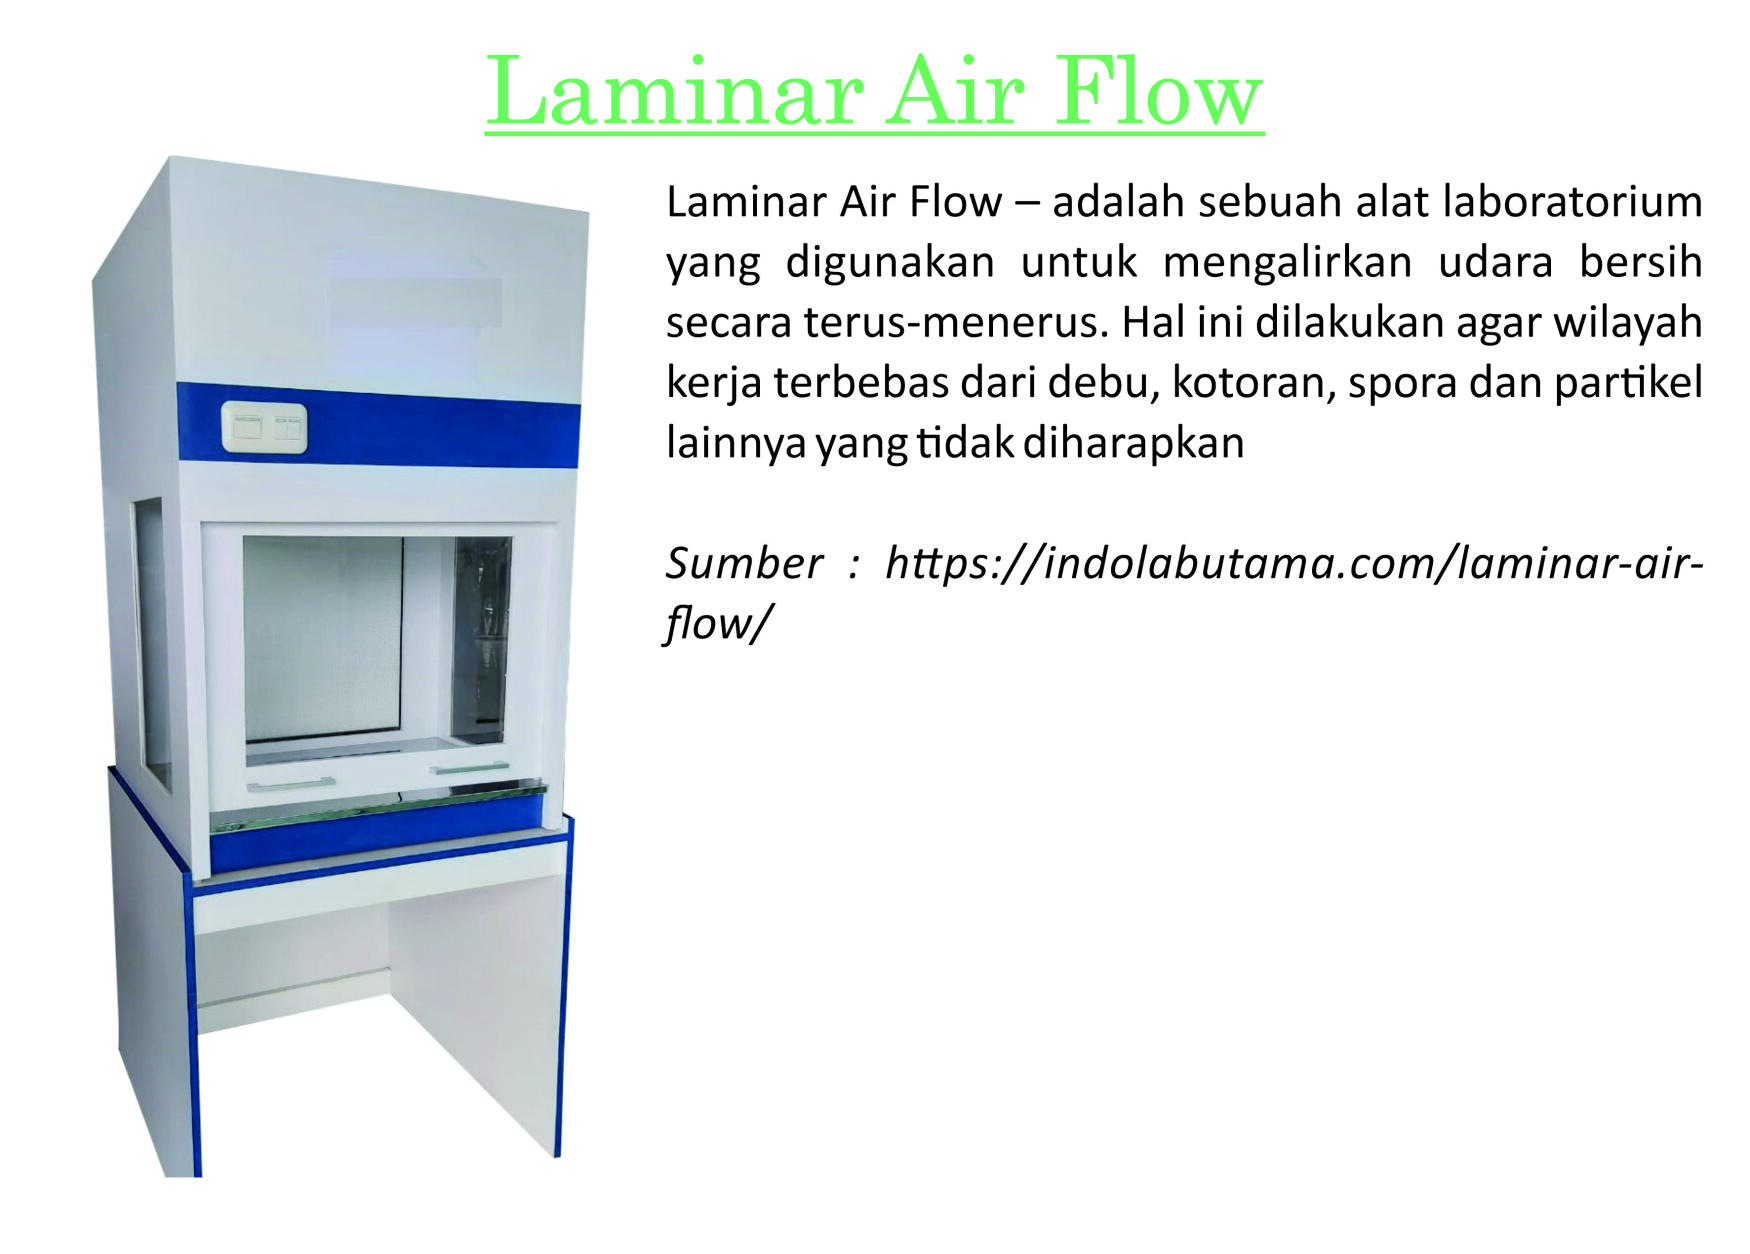 Laminar Air Flow
Laminar Air Flow – adalah sebuah alat laboratorium
yang digunakan untuk mengalirkan udara bersih
secara terus-menerus. Hal ini dilakukan agar wilayah
kerja terbebas dari debu, kotoran, spora dan partikel
lainnya yang tidak diharapkan
Sumber : https://indolabutama.com/laminar-air-
flow/